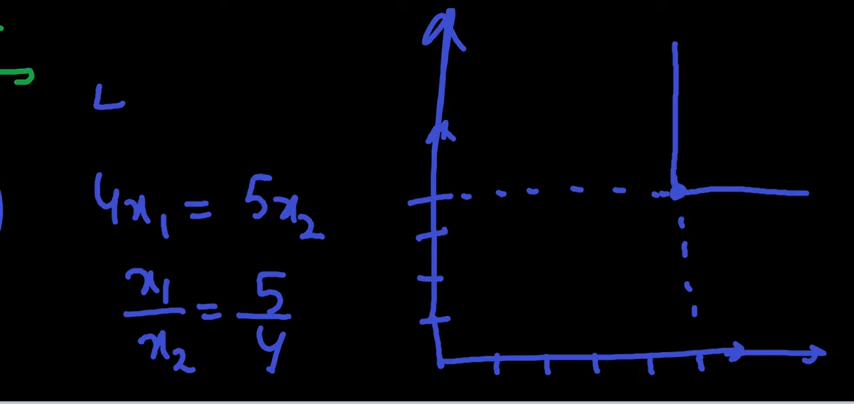 4x₁ = 5x₂
x₁/x₂ = 5/4